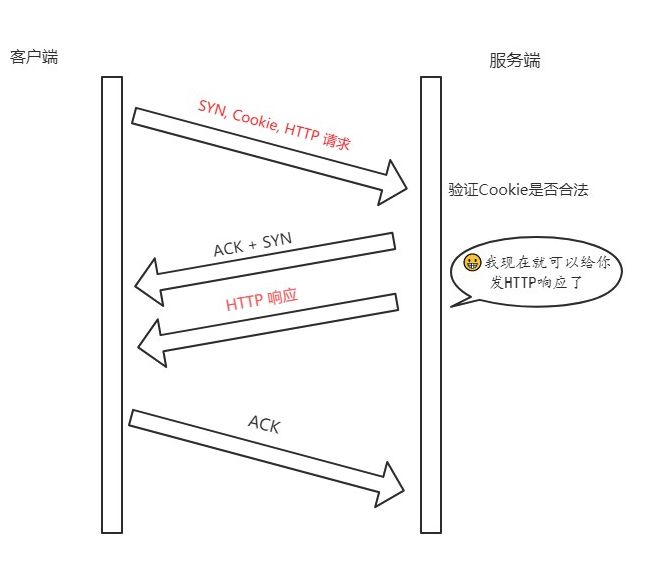 客户端
服务端
SYN, Cookie, HTTP 请求
验证Cookie是否合法
ACK + SYN
我现在就可以给你
发HTTP响应了
HTTP 响应
ACK